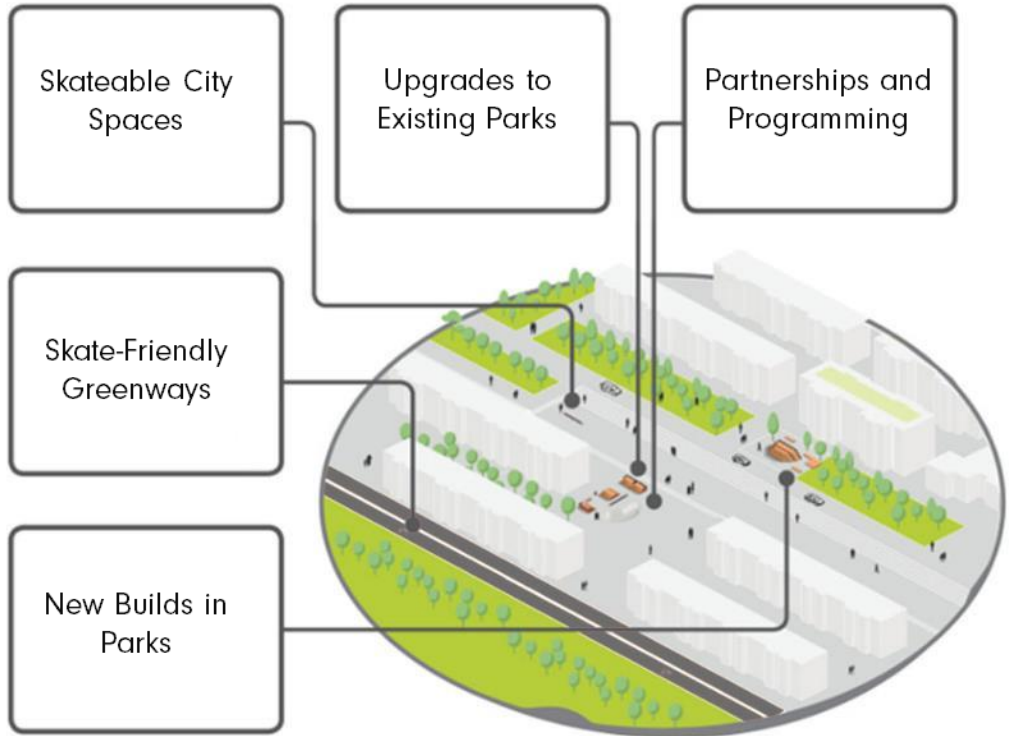 Skateable City
Spaces
Upgrades to
Existing Parks
Partnerships and
Programming
Skate-Friendly
Greenways
New Builds in
Parks